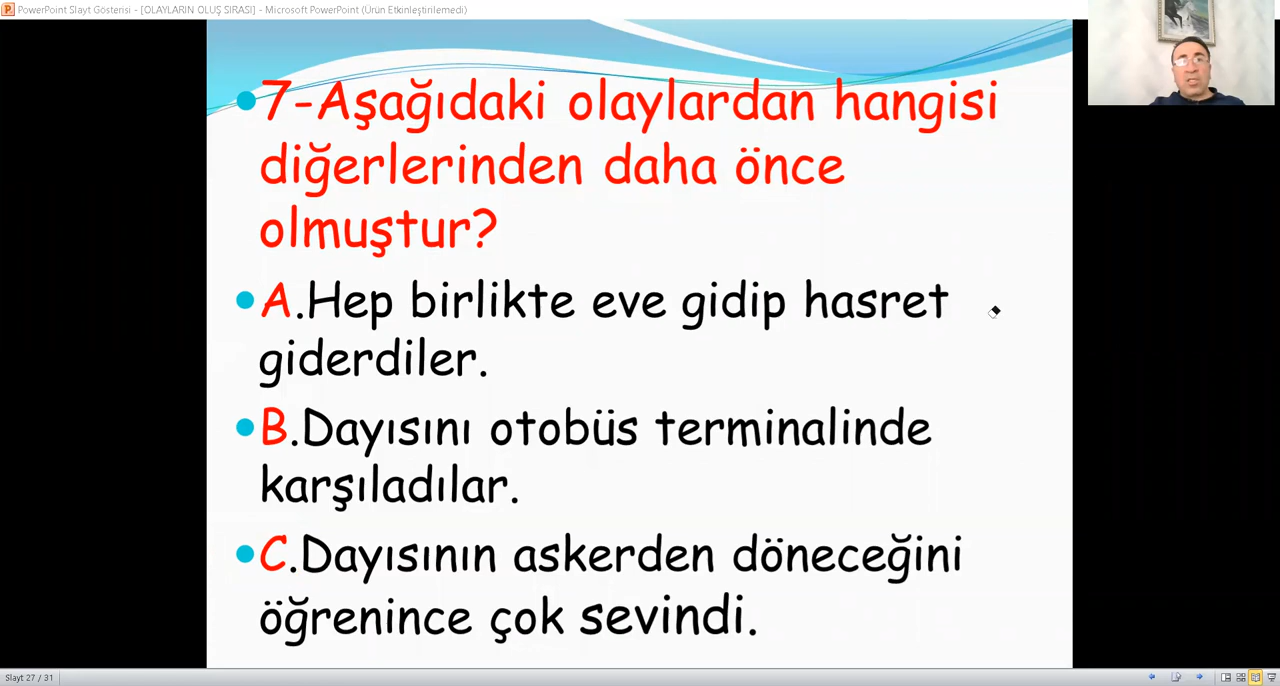 PowerPoint Slayt Gösterisi - [OLAYLARIN OLUŞ SIRASI] - Microsoft PowerPoint (Ürün Etkinleştirilemedi)
7-Aşağıdaki olaylardan hangisi
diğerlerinden daha önce
olmuştur?
A.Hep birlikte eve gidip hasret
giderdiler.
B.Dayısını otobüs terminalinde
karşıladılar.
C.Dayısının askerden döneceğini
öğrenince çok sevindi.
Slayt 27 / 31